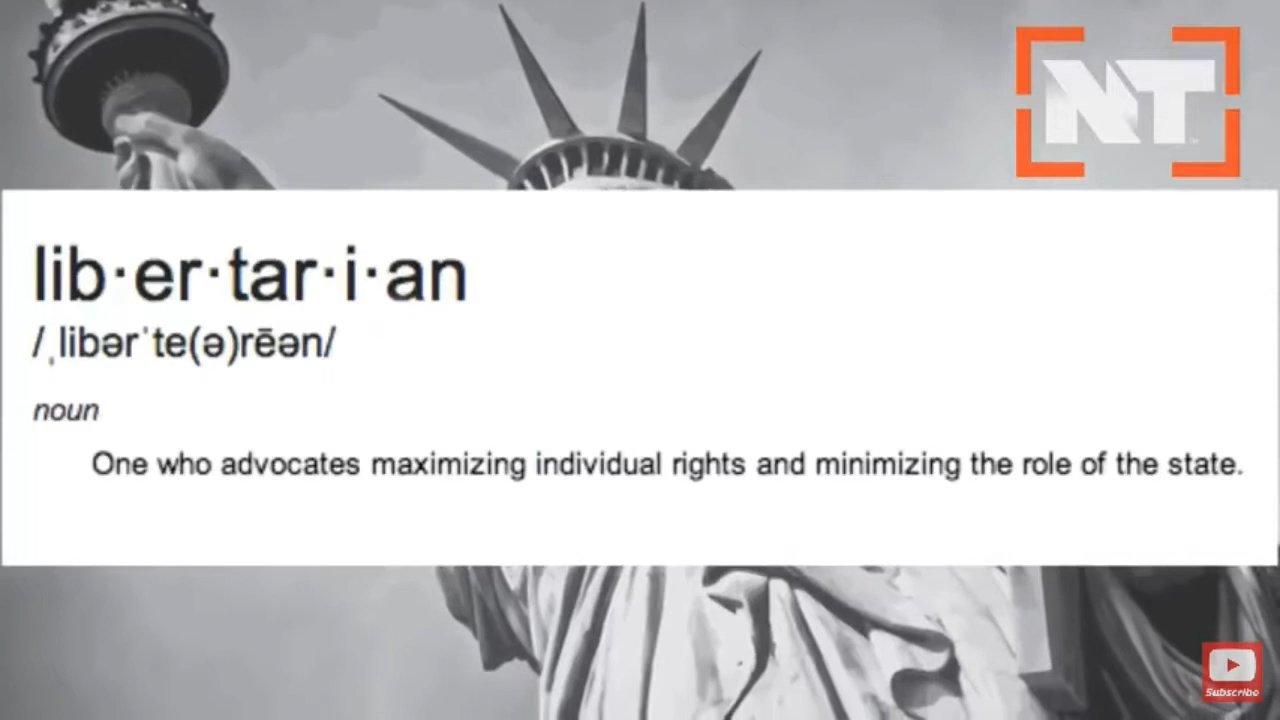 NT
lib·er·tar·i·an
/ˌlibərˈte(ə)rēən/
noun
One who advocates maximizing individual rights and minimizing the role of the state.
Subscribe